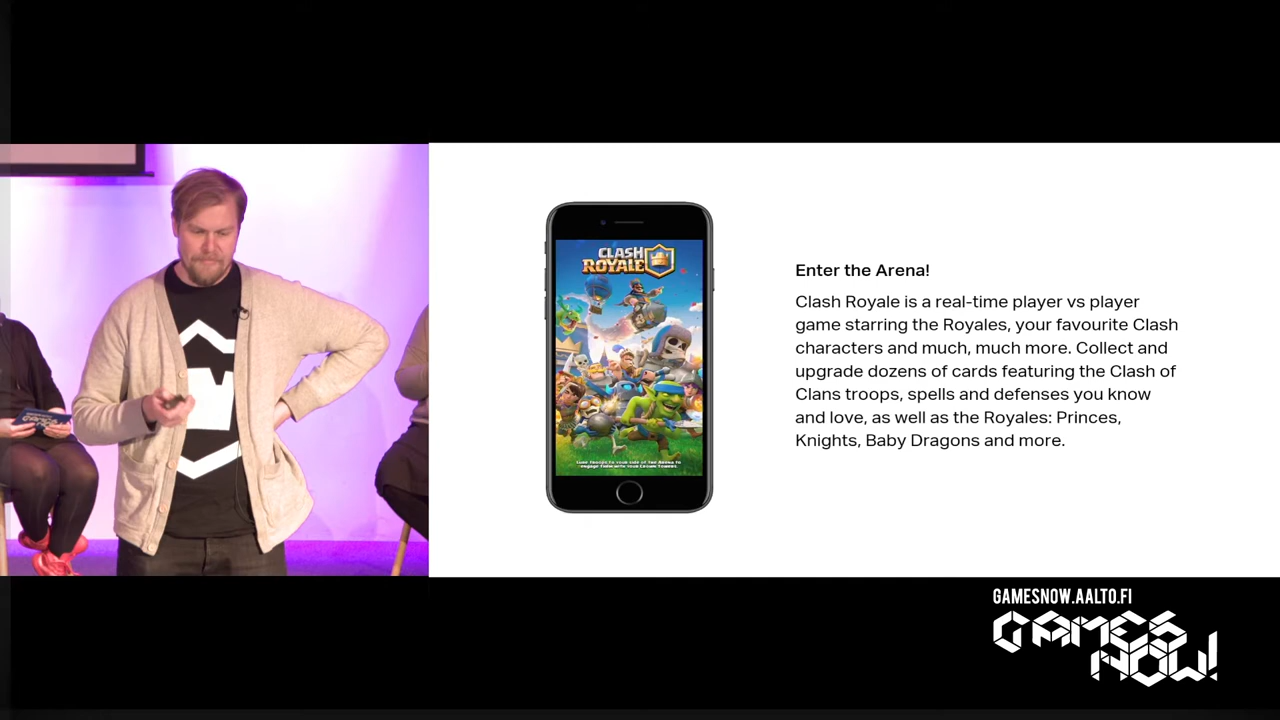 CLASH
ROYALE
Enter the Arena!
Clash Royale is a real-time player vs player
game starring the Royales, your favourite Clash
characters and much, much more. Collect and
upgrade dozens of cards featuring the Clash of
Clans troops, spells and defenses you know
and love, as well as the Royales: Princes,
Knights, Baby Dragons and more.
GAMESNOW.AALTO.FI
GAMES
NOW!